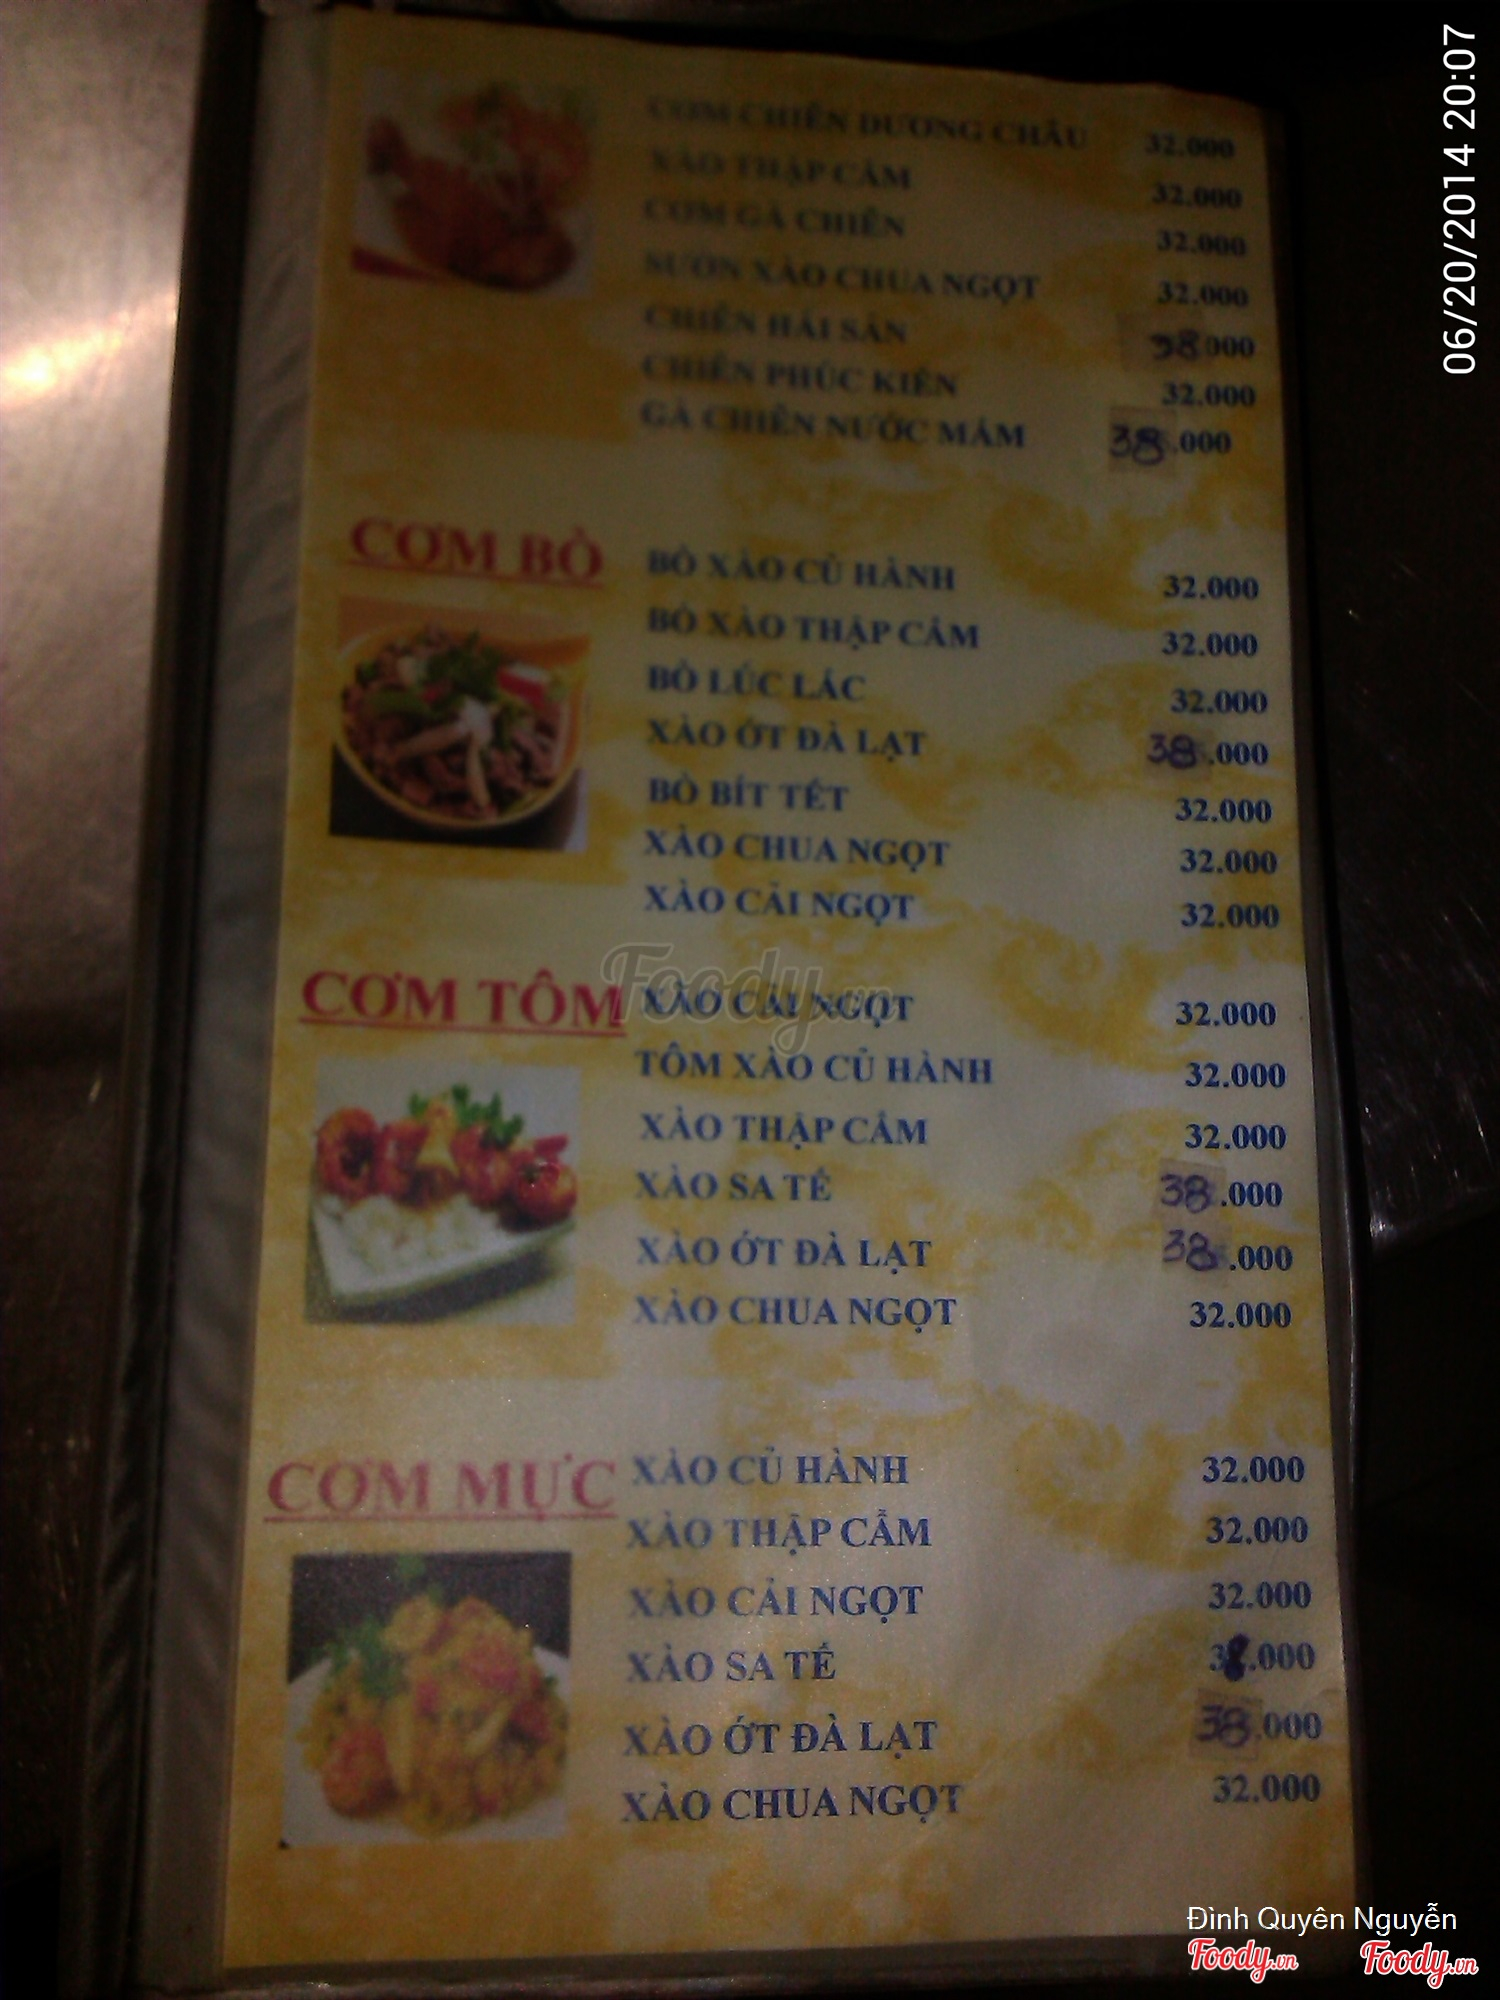 06/20/2014 20:07
CƠM CHIÊN DƯƠNG CHÂU 32.000
XÀO THẬP CẨM 32.000
CƠM GÀ CHIÊN 32.000
SƯỜN XÀO CHUA NGỌT 32.000
CHIÊN HẢI SẢN 38.000
CHIÊN PHÚC KIẾN 32.000
GÀ CHIÊN NƯỚC MẮM 38.000
CƠM BÒ
BÒ XÀO CỦ HÀNH 32.000
BÒ XÀO THẬP CẨM 32.000
BÒ LÚC LẮC 32.000
XÀO ỚT ĐÀ LẠT 38.000
BÒ BÍT TẾT 32.000
XÀO CHUA NGỌT 32.000
XÀO CẢI NGỌT 32.000
CƠM TÔM
XÀO CẢI NGỌT 32.000
TÔM XÀO CỦ HÀNH 32.000
XÀO THẬP CẨM 32.000
XÀO SA TẾ 38.000
XÀO ỚT ĐÀ LẠT 38.000
XÀO CHUA NGỌT 32.000
CƠM MỰC
XÀO CỦ HÀNH 32.000
XÀO THẬP CẨM 32.000
XÀO CẢI NGỌT 32.000
XÀO SA TẾ 38.000
XÀO ỚT ĐÀ LẠT 38.000
XÀO CHUA NGỌT 32.000
Foody.vn
Đình Quyên Nguyễn
Foody.vn Foody.vn